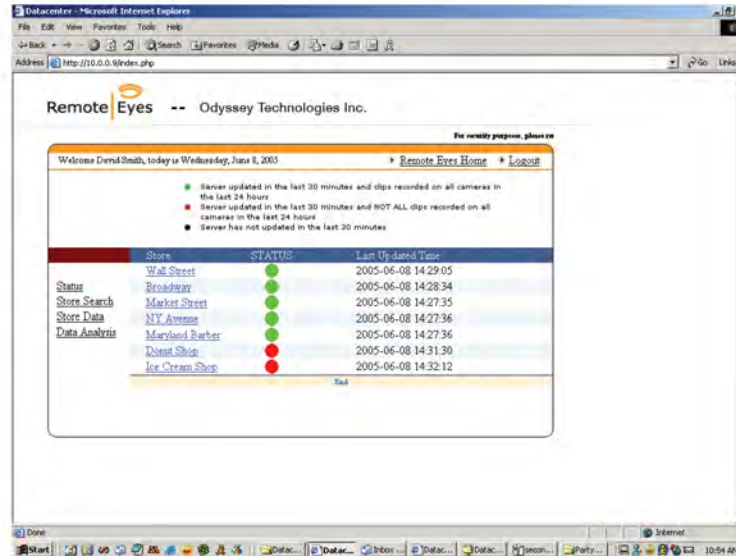 Datacenter - Microsoft Internet Explorer
File Edit View Favorites Tools Help
Back Search Favorites Media
Address http://10.0.0.9/index.php Go Links
Remote Eyes -- Odyssey Technologies Inc.
For security purposes, please
Welcome David Smith, today is Wednesday, June 8, 2005 Remote Eyes Home Logout
Server updated in the last 30 minutes and clips recorded on all cameras in
the last 24 hours
Server updated in the last 30 minutes and NOT ALL clips recorded on all
cameras in the last 24 hours
Server has not updated in the last 30 minutes
Store STATUS Last Updated Time
Wall Street 2005-06-08 14:29:05
Status Broadway 2005-06-08 14:28:34
Store Search Market Street 2005-06-08 14:27:35
Store Data NY Avenue 2005-06-08 14:27:36
Data Analysis Maryland Barber 2005-06-08 14:27:36
Donut Shop 2005-06-08 14:31:30
Ice Cream Shop 2005-06-08 14:32:12
End
Done Internet
Start Datac... Datac... Inbox ... Datac... Datac... secon... Party... 10:54 AM